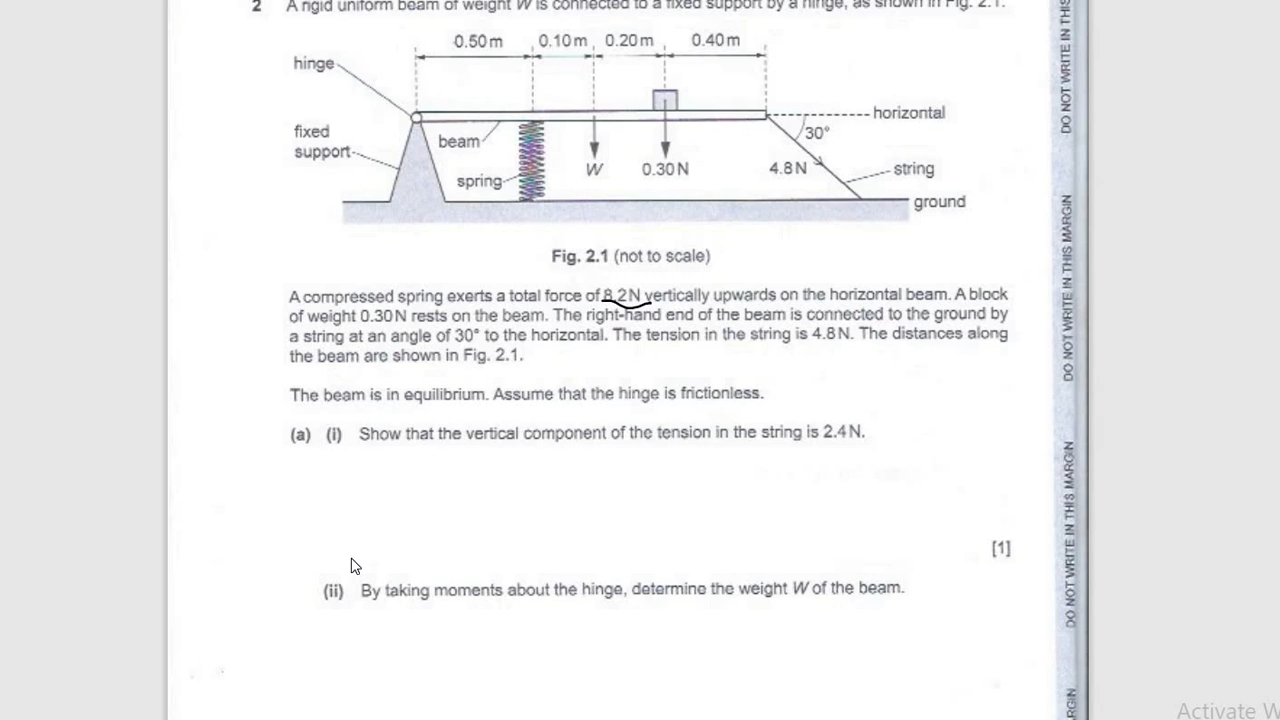 2 A rigid uniform beam of weight W is connected to a fixed support by a hinge, as shown in Fig. 2.1.
0.50 m 0.10 m 0.20 m 0.40 m
hinge
horizontal
fixed
support
beam
30°
spring
W
0.30 N
4.8 N
string
ground
Fig. 2.1 (not to scale)
A compressed spring exerts a total force of 8.2 N vertically upwards on the horizontal beam. A block
of weight 0.30 N rests on the beam. The right-hand end of the beam is connected to the ground by
a string at an angle of 30° to the horizontal. The tension in the string is 4.8 N. The distances along
the beam are shown in Fig. 2.1.
The beam is in equilibrium. Assume that the hinge is frictionless.
(a) (i) Show that the vertical component of the tension in the string is 2.4 N.
[1]
(ii) By taking moments about the hinge, determine the weight W of the beam.
DO NOT WRITE IN THIS
DO NOT WRITE IN THIS MARGIN
DO NOT WRITE IN THIS MARGIN
RGIN
Activate W